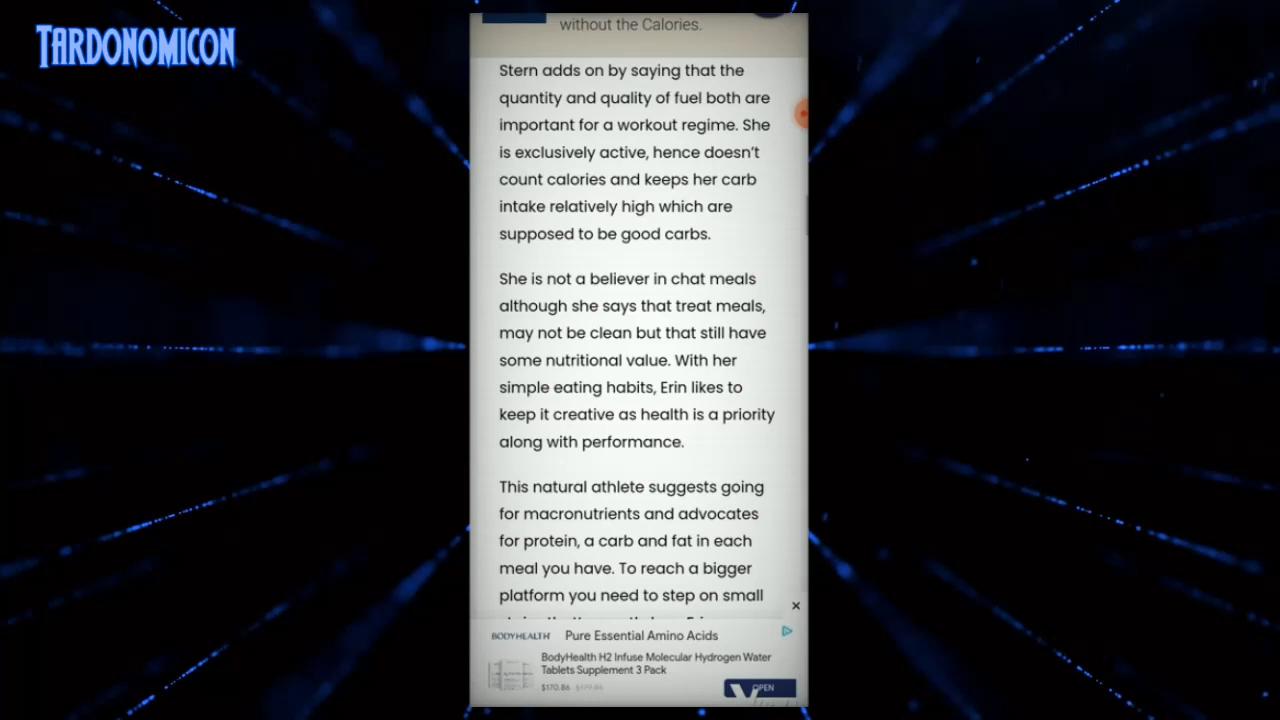 TARDONOMICON
without the Calories.
Stern adds on by saying that the
quantity and quality of fuel both are
important for a workout regime. She
is exclusively active, hence doesn’t
count calories and keeps her carb
intake relatively high which are
supposed to be good carbs.
She is not a believer in chat meals
although she says that treat meals,
may not be clean but that still have
some nutritional value. With her
simple eating habits, Erin likes to
keep it creative as health is a priority
along with performance.
This natural athlete suggests going
for macronutrients and advocates
for protein, a carb and fat in each
meal you have. To reach a bigger
platform you need to step on small
BODYHEALTH Pure Essential Amino Acids
BodyHealth H2 Infuse Molecular Hydrogen Water
Tablets Supplement 3 Pack
$170.86
OPEN